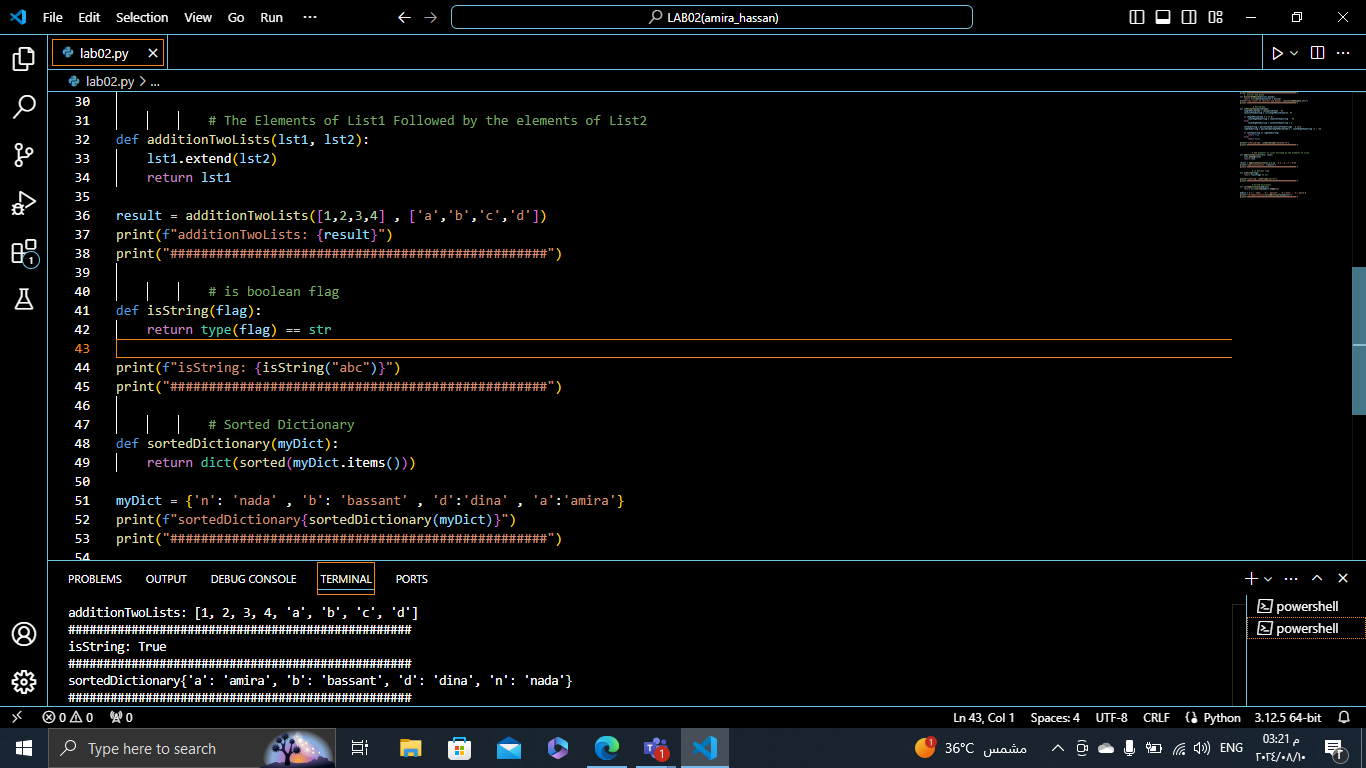 File Edit Selection View Go Run ···
LAB02(amira_hassan)
lab02.py
lab02.py > ...
30
31 # The Elements of List1 Followed by the elements of List2
32 def additionTwoLists(lst1, lst2):
33 lst1.extend(lst2)
34 return lst1
35
36 result = additionTwoLists([1,2,3,4] , ['a','b','c','d'])
37 print(f"additionTwoLists: {result}")
38 print("#################################################")
39
40 # is boolean flag
41 def isString(flag):
42 return type(flag) == str
43
44 print(f"isString: {isString("abc")}")
45 print("#################################################")
46
47 # Sorted Dictionary
48 def sortedDictionary(myDict):
49 return dict(sorted(myDict.items()))
50
51 myDict = {'n': 'nada' , 'b': 'bassant' , 'd':'dina' , 'a':'amira'}
52 print(f"sortedDictionary{sortedDictionary(myDict)}")
53 print("#################################################")
54
PROBLEMS OUTPUT DEBUG CONSOLE TERMINAL PORTS
additionTwoLists: [1, 2, 3, 4, 'a', 'b', 'c', 'd']
#################################################
isString: True
#################################################
sortedDictionary{'a': 'amira', 'b': 'bassant', 'd': 'dina', 'n': 'nada'}
#################################################
powershell
powershell
1
0 0 0
Ln 43, Col 1 Spaces: 4 UTF-8 CRLF Python 3.12.5 64-bit
Type here to search
1
1
36°C مشمس
ENG
03:21 م
٢٠٢٤/٠٨/١٠
٢